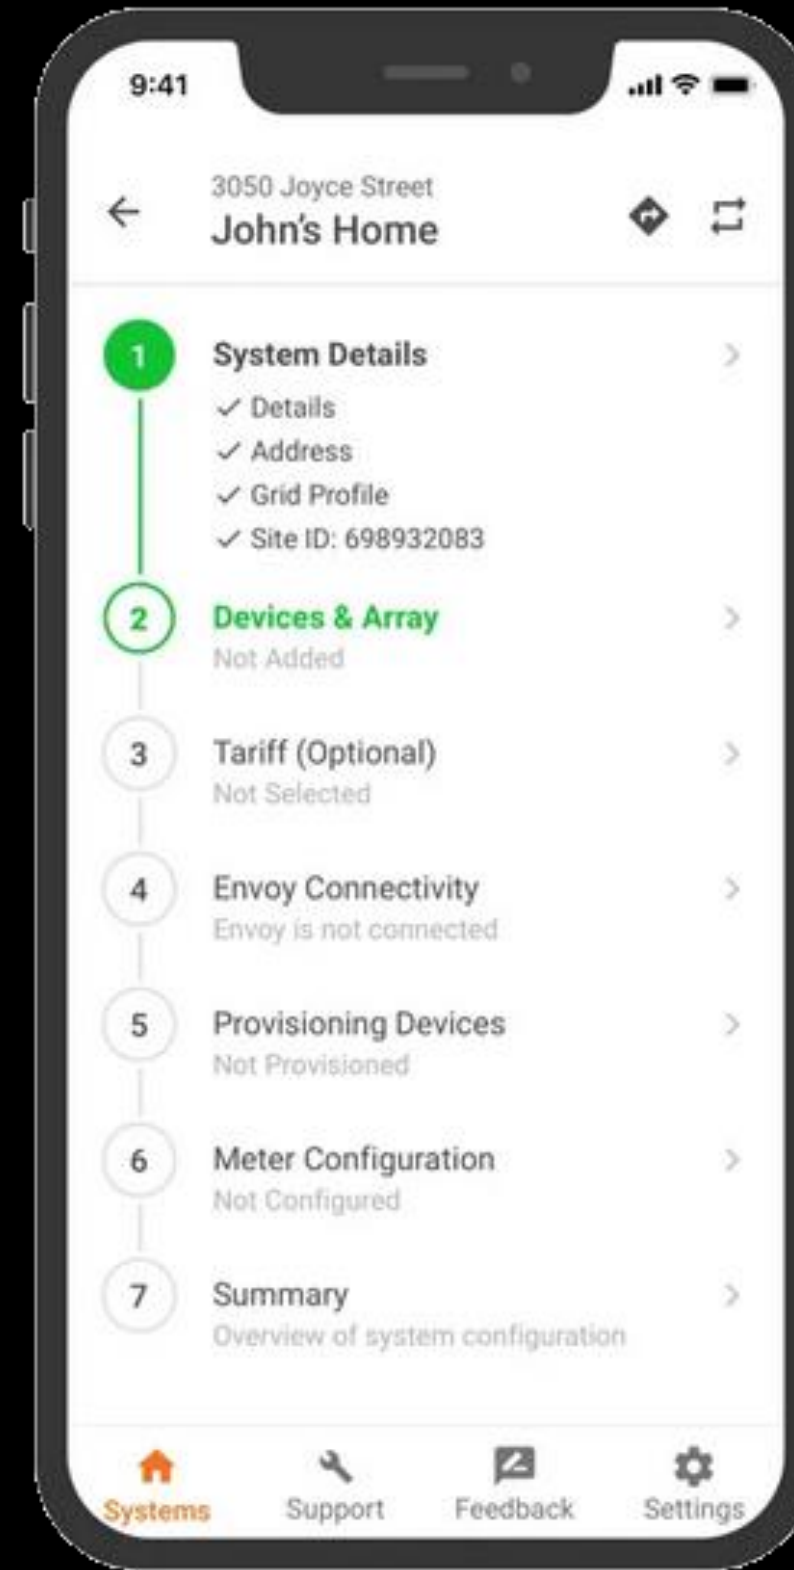 9:41
3050 Joyce Street
John's Home
1
System Details
✓ Details
✓ Address
✓ Grid Profile
✓ Site ID: 698932083
2
Devices & Array
Not Added
3
Tariff (Optional)
Not Selected
4
Envoy Connectivity
Envoy is not connected
5
Provisioning Devices
Not Provisioned
6
Meter Configuration
Not Configured
7
Summary
Overview of system configuration
Systems Support Feedback Settings